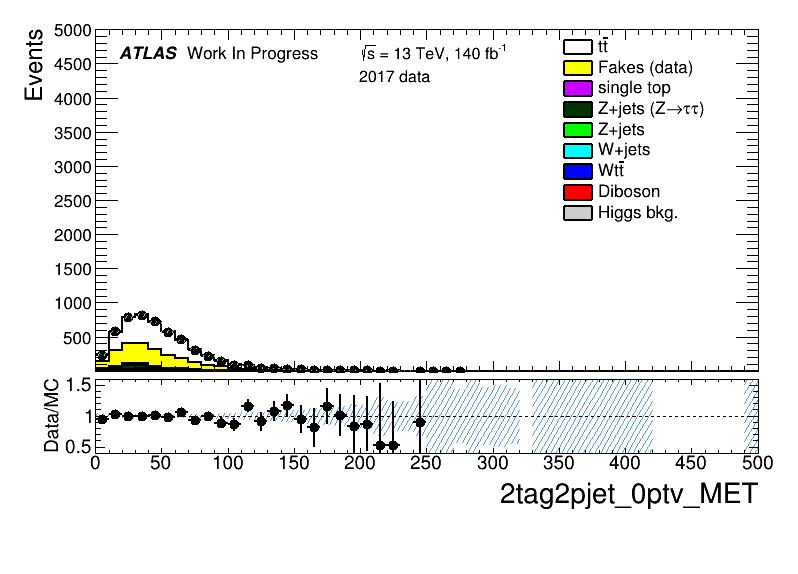 5000
4500
4000
3500
3000
2500
2000
1500
1000
500
Events
ATLAS Work In Progress
√s = 13 TeV, 140 fb⁻¹
2017 data
tt̄
Fakes (data)
single top
Z+jets (Z→ττ)
Z+jets
W+jets
Wtt̄
Diboson
Higgs bkg.
1.5
1
0.5
Data/MC
0 50 100 150 200 250 300 350 400 450 500
2tag2pjet_0ptv_MET